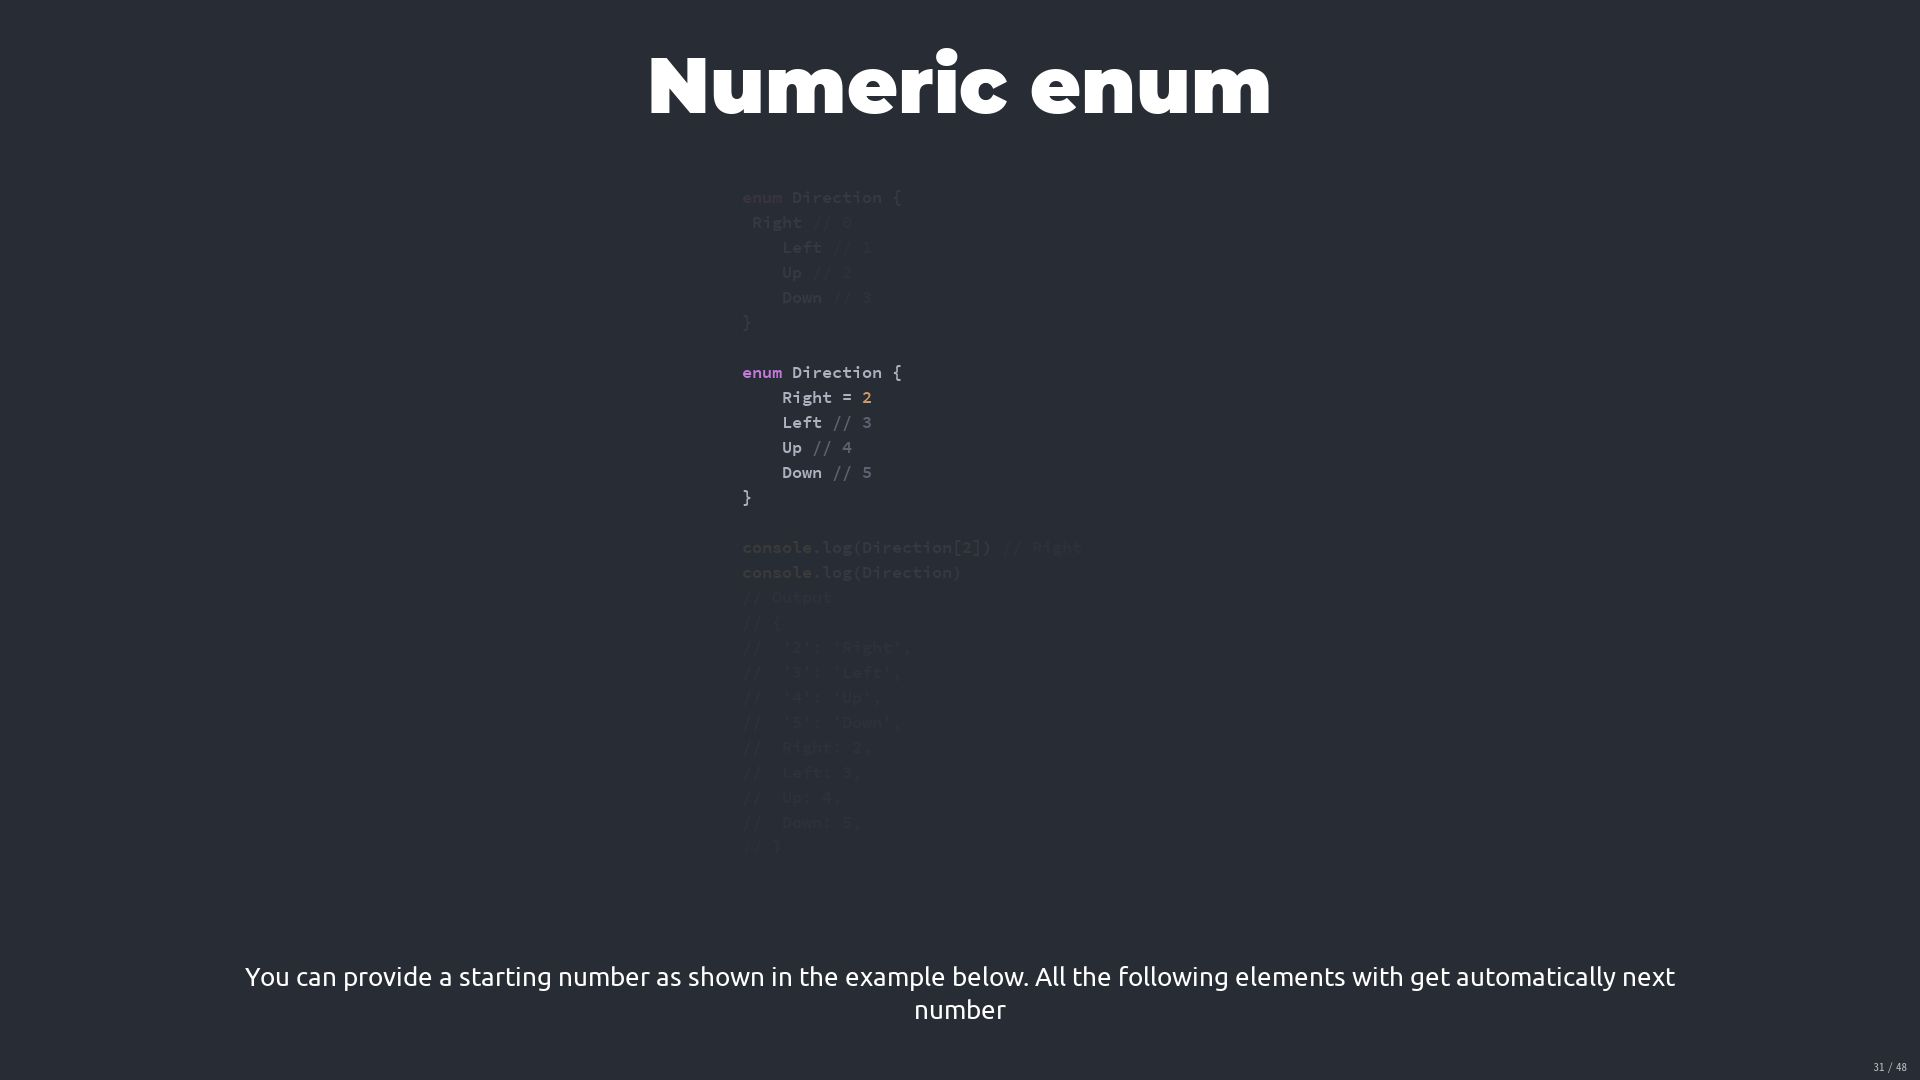 Numeric enum
enum Direction {
Right // 0
Left // 1
Up // 2
Down // 3
}
enum Direction {
Right = 2
Left // 3
Up // 4
Down // 5
}
console.log(Direction[2]) // Right
console.log(Direction)
// Output
// {
// '2': 'Right',
// '3': 'Left',
// '4': 'Up',
// '5': 'Down',
// Right: 2,
// Left: 3,
// Up: 4,
// Down: 5,
// }
You can provide a starting number as shown in the example below. All the following elements with get automatically next
number
31 / 48